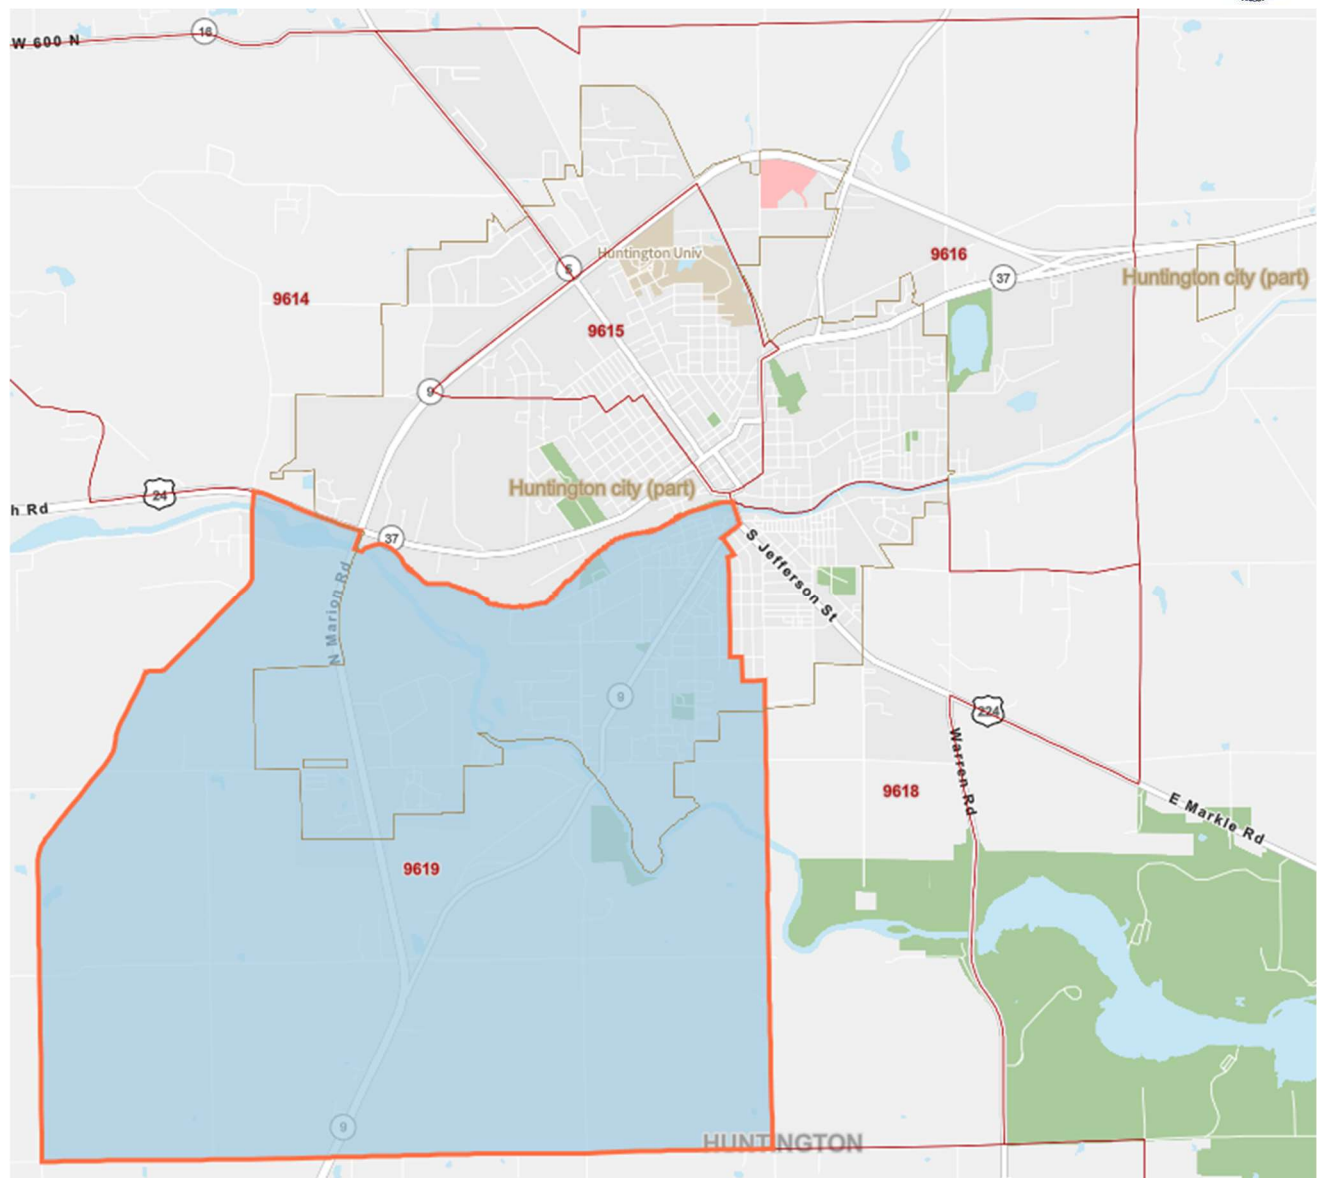 W 600 N
16
Huntington Univ
9616
5
37
Huntington city (part)
9614
9615
9
24
Huntington city (part)
h Rd
37
S Jefferson St
N Marion Rd
9
224
Warren Rd
9618
E Markle Rd
9619
9
HUNTINGTON